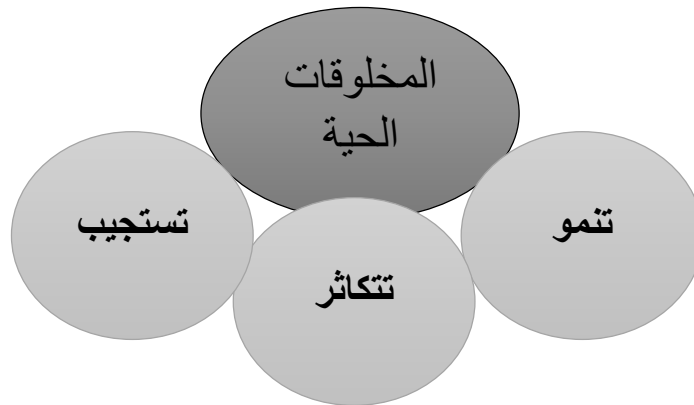 المخلوقات
الحية
تنمو
تتكاثر
تستجيب